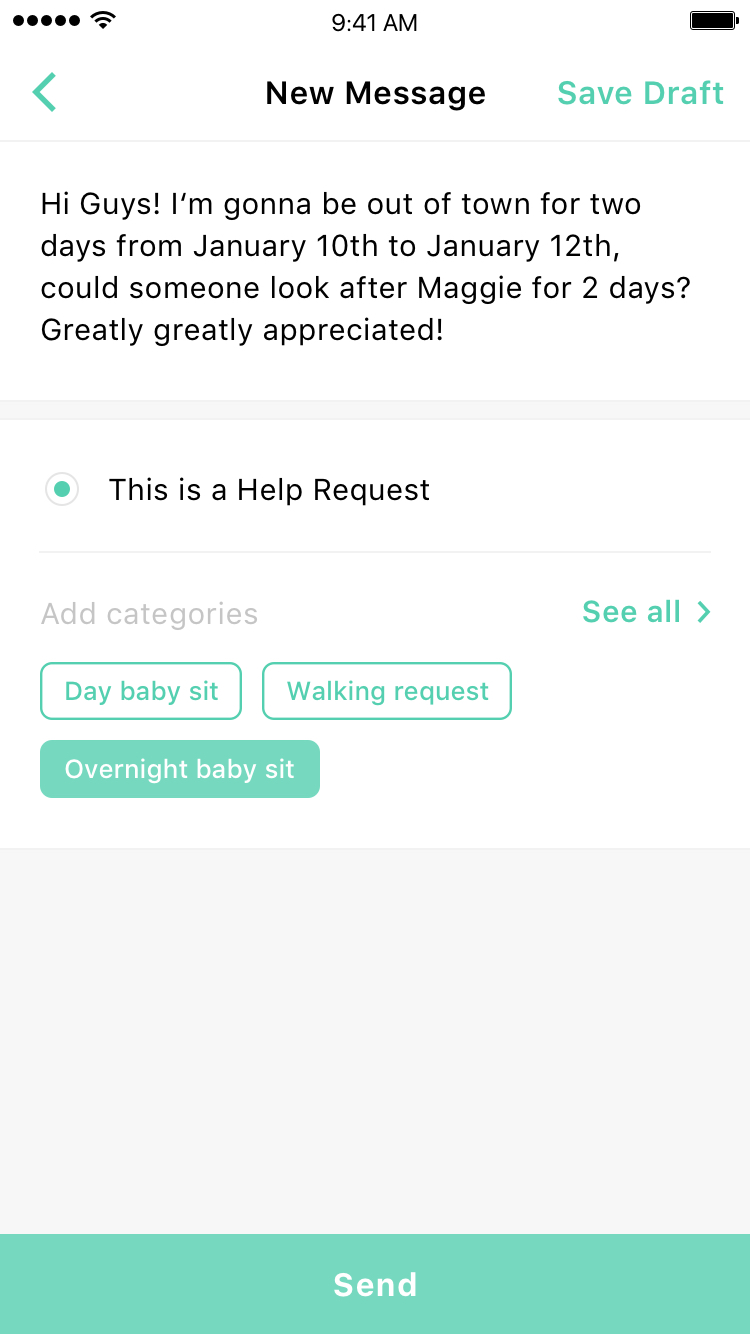 9:41 AM
New Message
Save Draft
Hi Guys! I‘m gonna be out of town for two
days from January 10th to January 12th,
could someone look after Maggie for 2 days?
Greatly greatly appreciated!
This is a Help Request
Add categories
See all
Day baby sit
Walking request
Overnight baby sit
Send